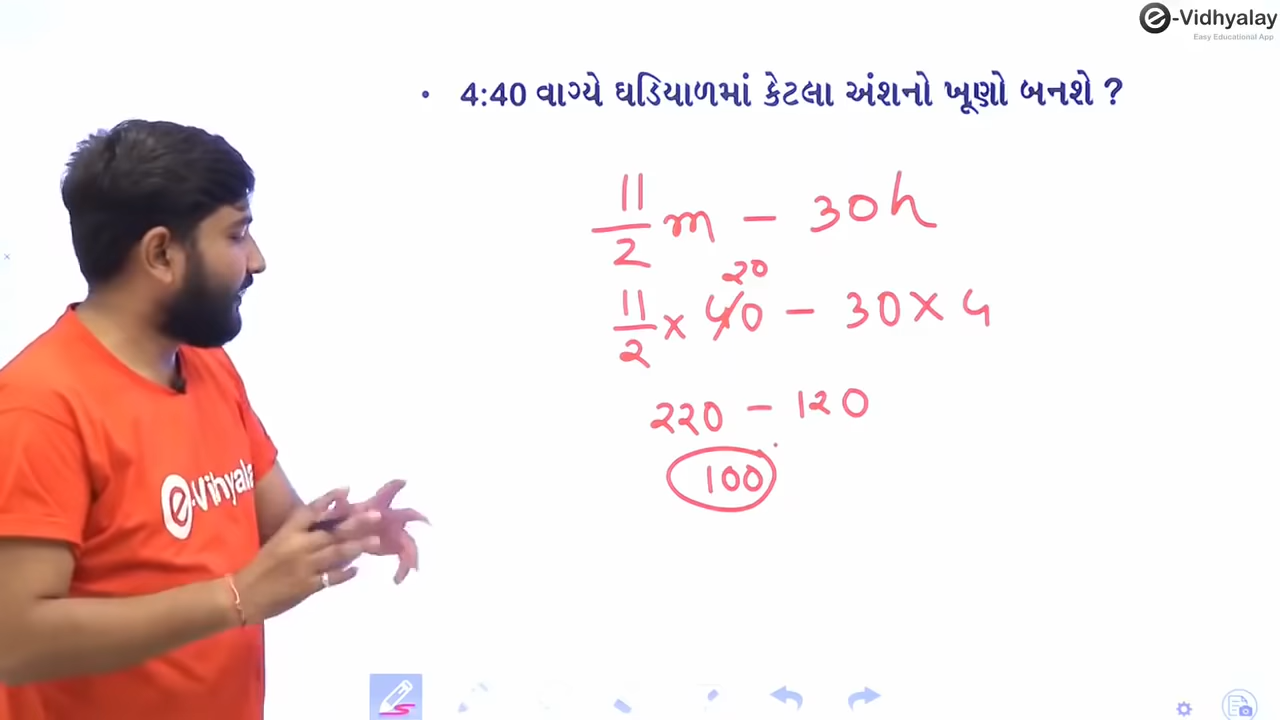 e-Vidhyalay
Easy Educational App
• 4:40 વાગ્યે ઘડિયાળમાં કેટલા અંશનો ખૂણો બનશે ?
11/2 m - 30h
20
11/2 × 40 - 30 × 4
220 - 120
100
e-Vihyala